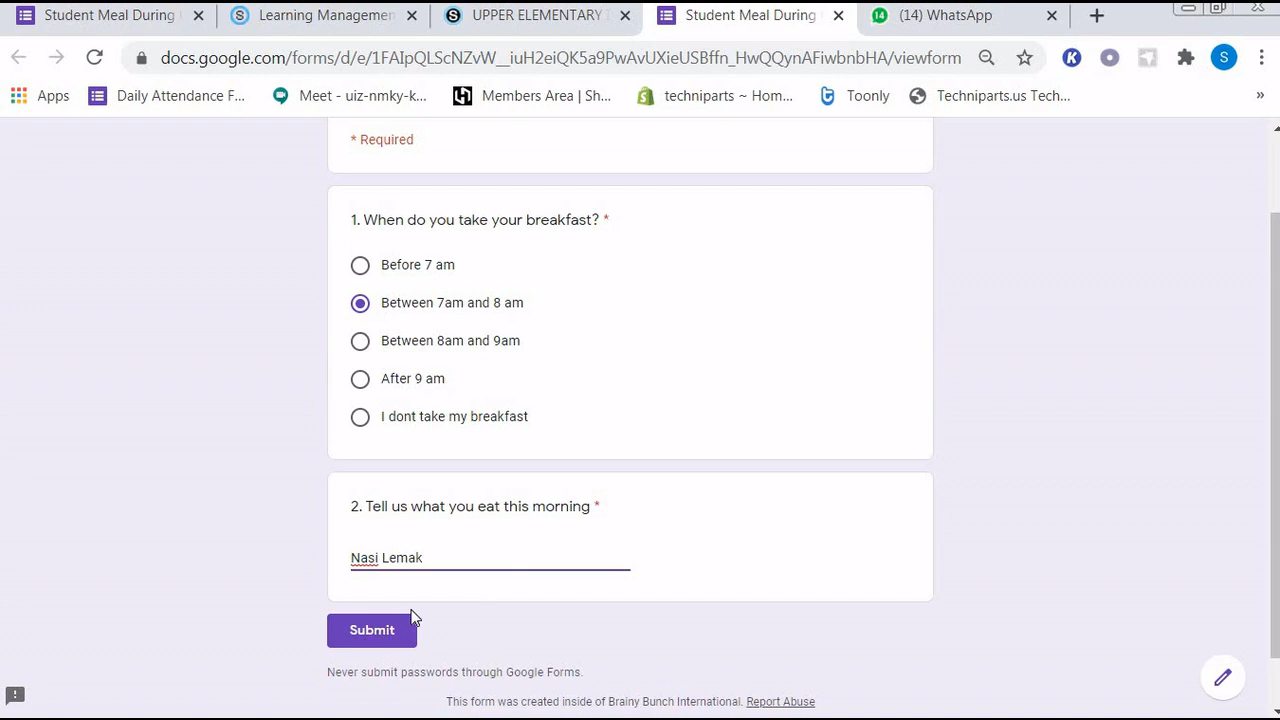 Student Meal During
Learning Managemen
UPPER ELEMENTARY
Student Meal During
14
(14) WhatsApp
docs.google.com/forms/d/e/1FAIpQLScNZvW__iuH2eiQK5a9PwAvUXieUSBffn_HwQQynAFiwbnbHA/viewform
S
Apps
Daily Attendance F...
Meet - uiz-nmky-k...
Members Area | Sh...
techniparts ~ Hom...
Toonly
Techniparts.us Tech...
»
* Required
1. When do you take your breakfast? *
Before 7 am
Between 7am and 8 am
Between 8am and 9am
After 9 am
I dont take my breakfast
2. Tell us what you eat this morning *
Nasi Lemak
Submit
Never submit passwords through Google Forms.
This form was created inside of Brainy Bunch International. Report Abuse